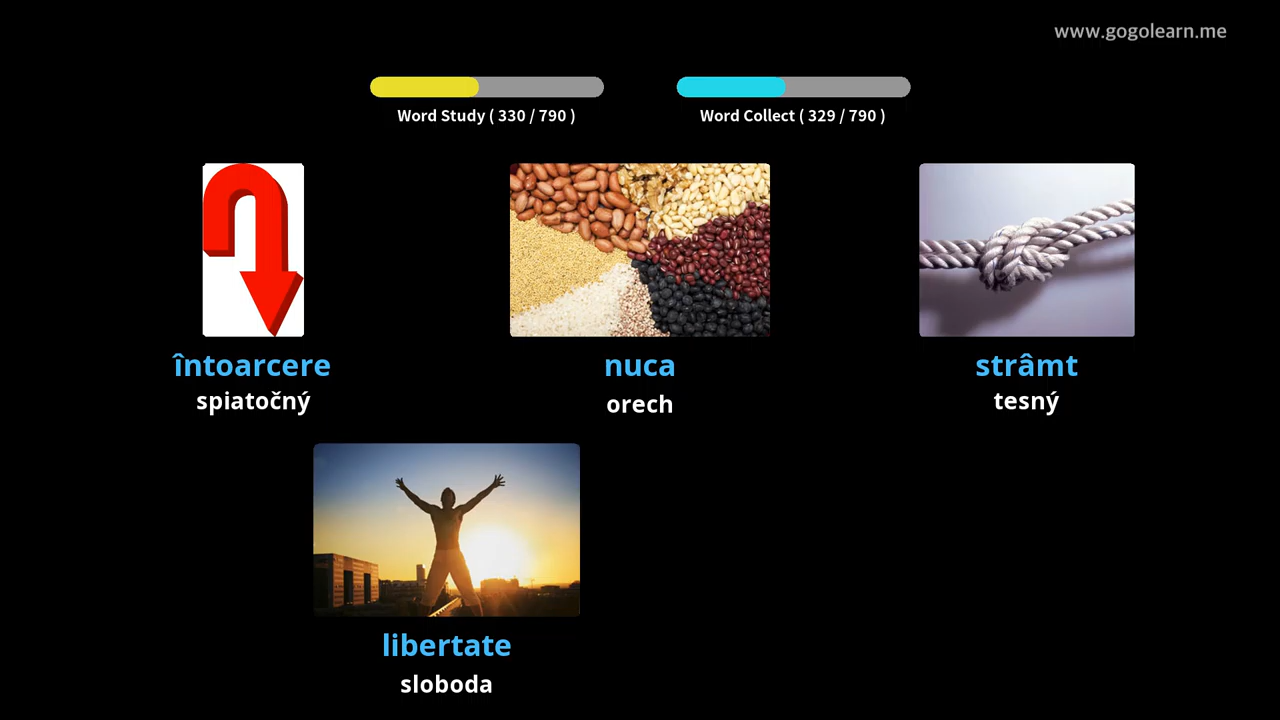 www.gogolearn.me
Word Study ( 330 / 790 )
Word Collect ( 329 / 790 )
întoarcere
spiatočný
nuca
orech
strâmt
tesný
libertate
sloboda